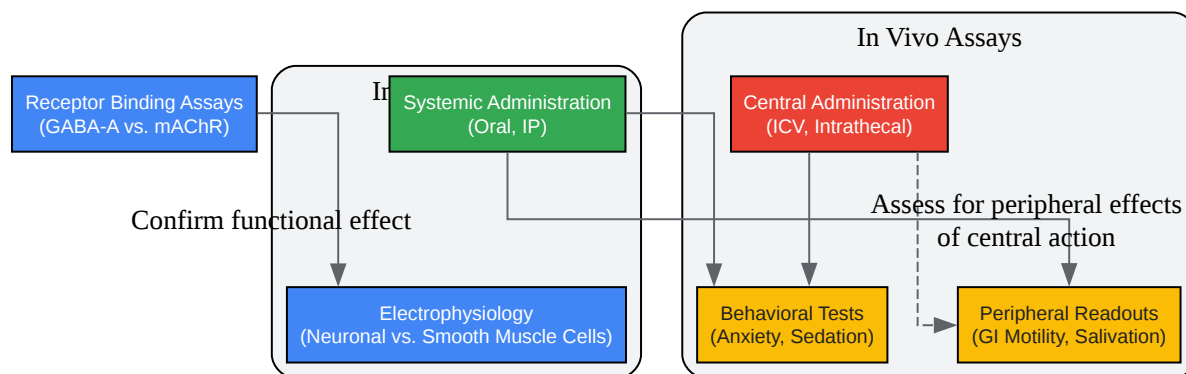 In Vivo Assays
Receptor Binding Assays
(GABA-A vs. mAChR)
Systemic Administration
(Oral, IP)
Central Administration
(ICV, Intrathecal)
Confirm functional effect
Assess for peripheral effects
of central action
Electrophysiology
(Neuronal vs. Smooth Muscle Cells)
Behavioral Tests
(Anxiety, Sedation)
Peripheral Readouts
(GI Motility, Salivation)